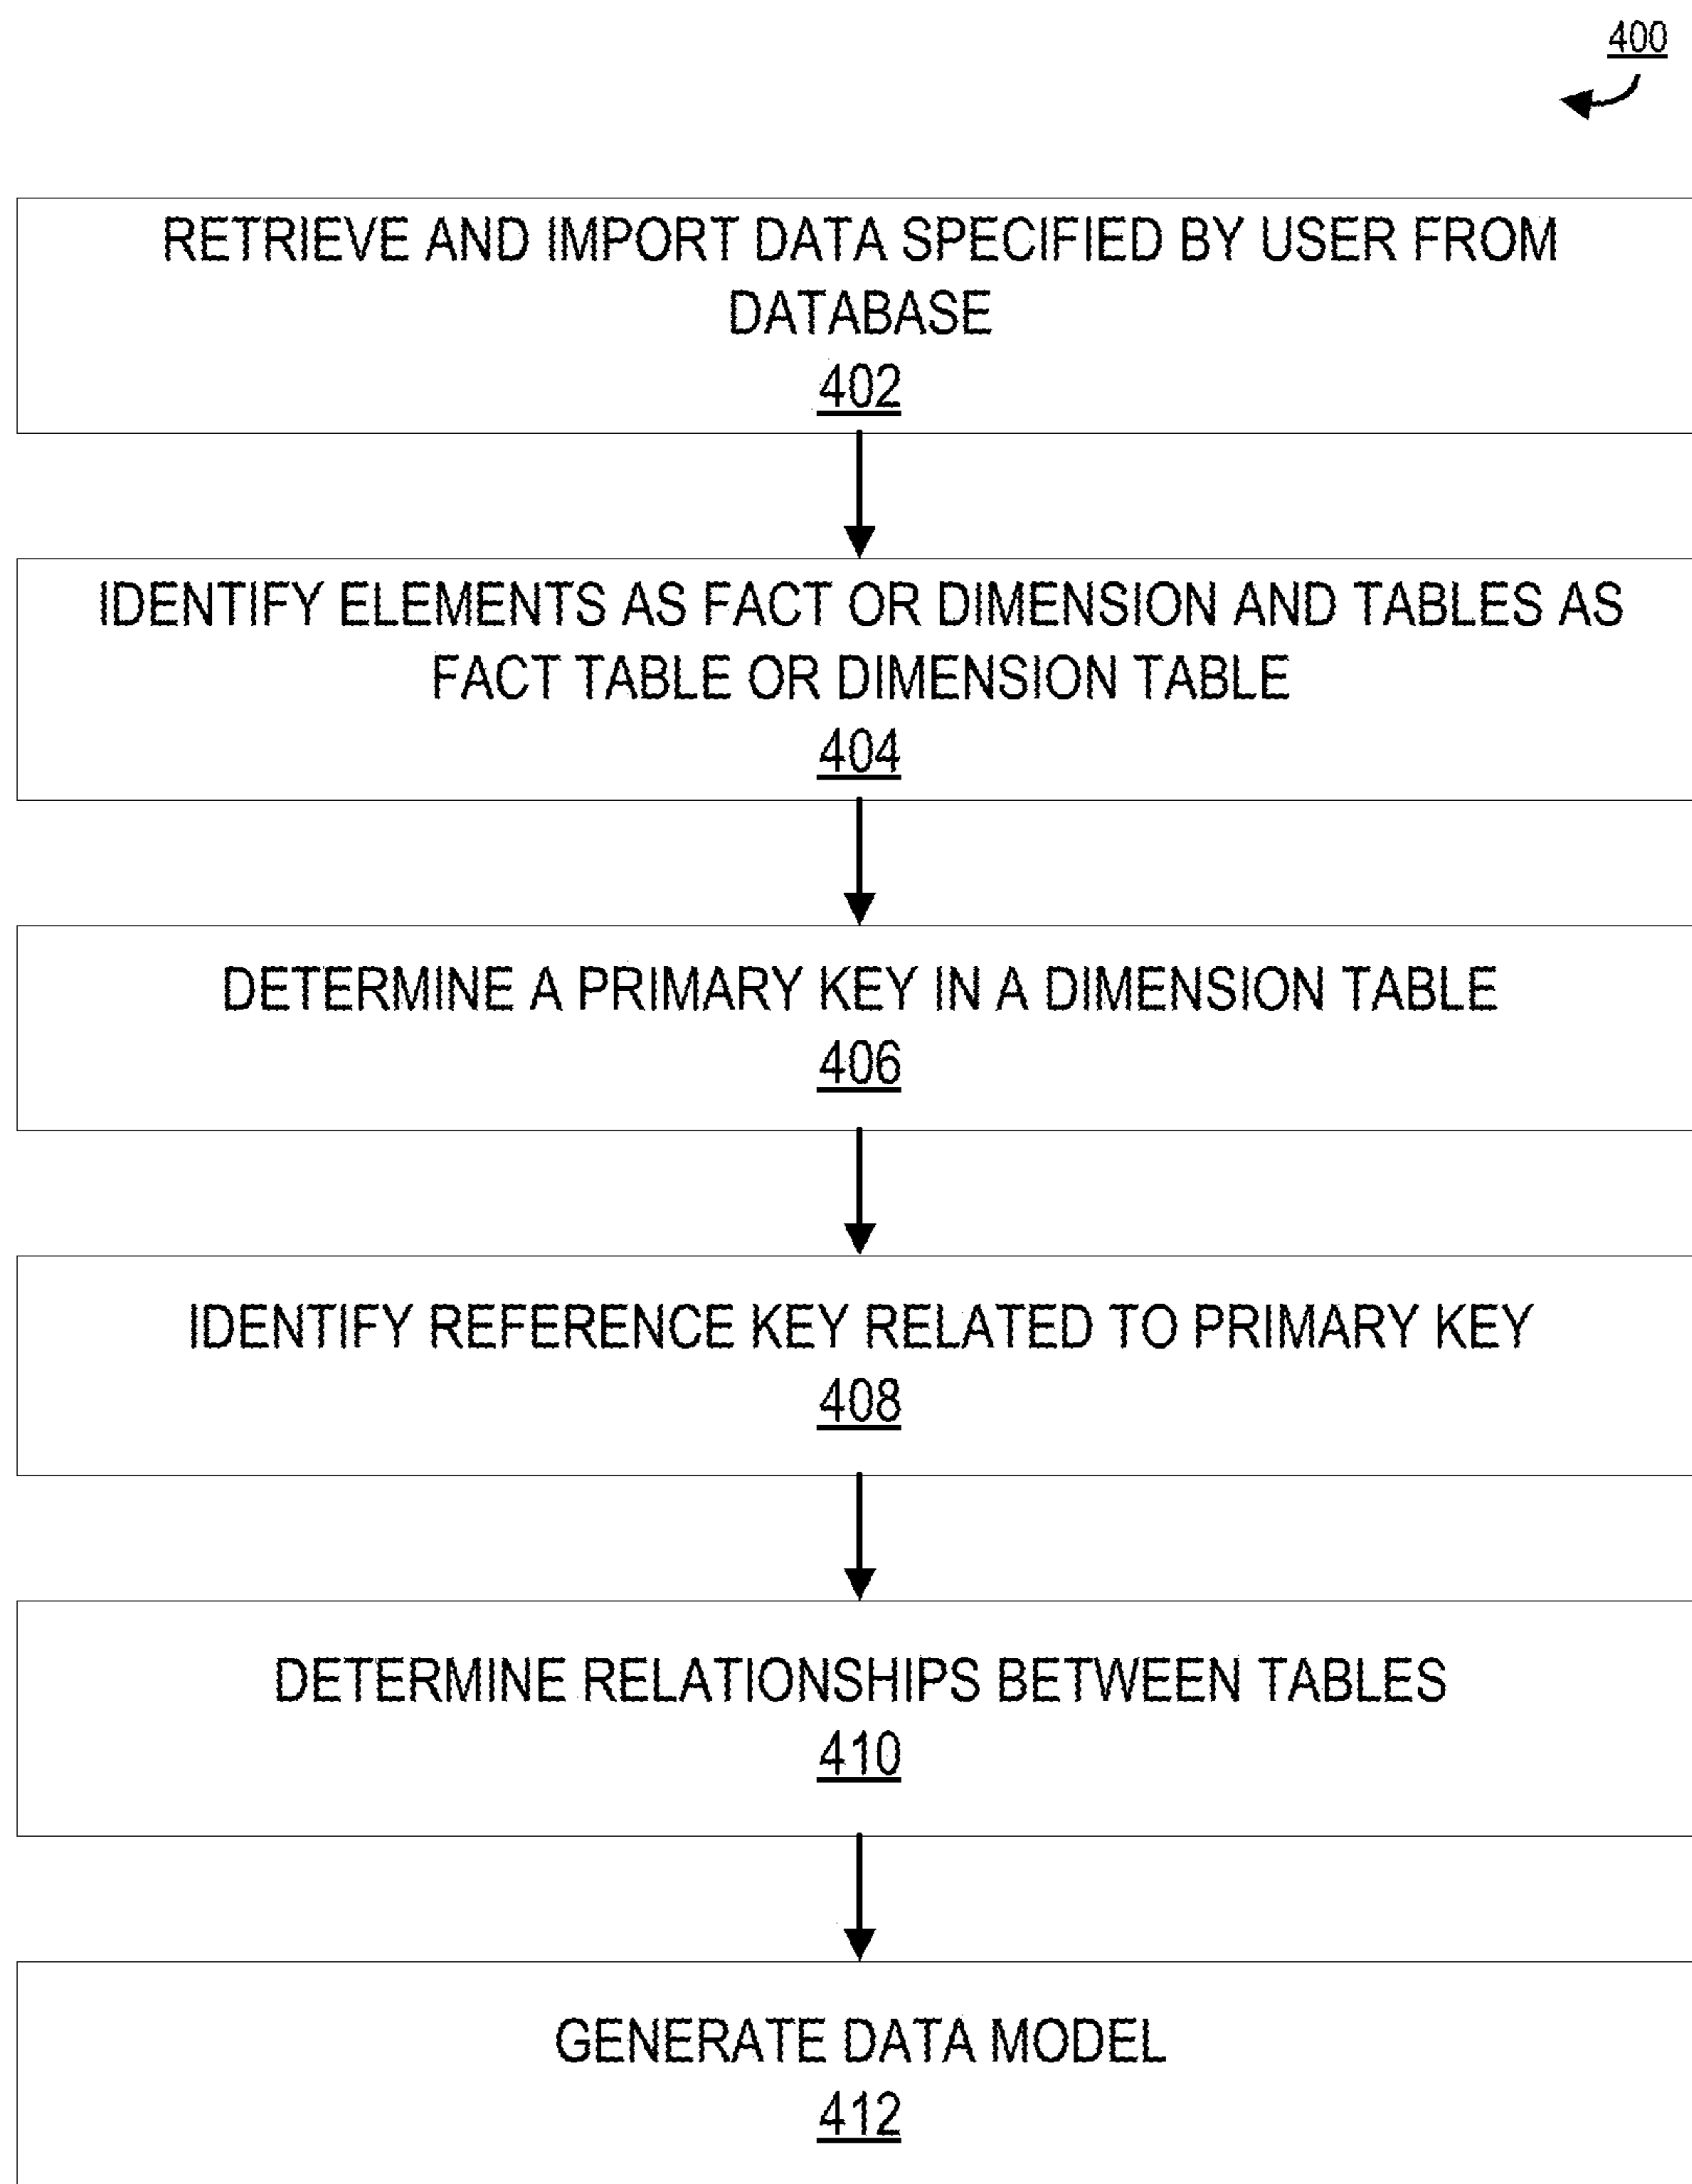 400
RETRIEVE AND IMPORT DATA SPECIFIED BY USER FROM
DATABASE
402
IDENTIFY ELEMENTS AS FACT OR DIMENSION AND TABLES AS
FACT TABLE OR DIMENSION TABLE
404
DETERMINE A PRIMARY KEY IN A DIMENSION TABLE
406
IDENTIFY REFERENCE KEY RELATED TO PRIMARY KEY
408
DETERMINE RELATIONSHIPS BETWEEN TABLES
410
GENERATE DATA MODEL
412